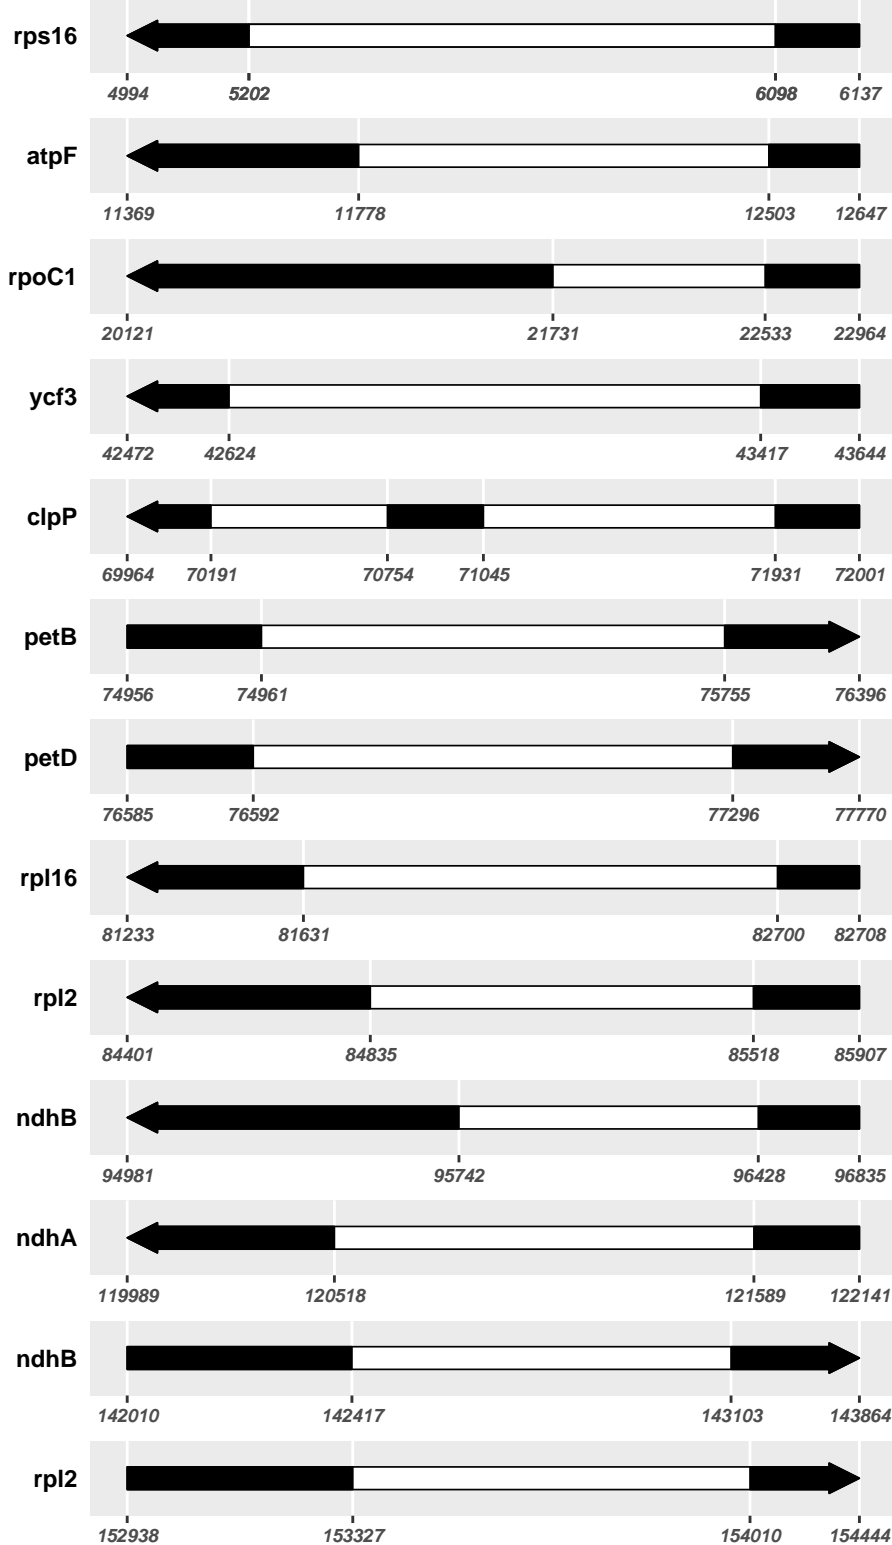 rps16
4994 5202 6098 6137
atpF
11369 11778 12503 12647
rpoC1
20121 21731 22533 22964
ycf3
42472 42624 43417 43644
clpP
69964 70191 70754 71045 71931 72001
petB
74956 74961 75755 76396
petD
76585 76592 77296 77770
rpl16
81233 81631 82700 82708
rpl2
84401 84835 85518 85907
ndhB
94981 95742 96428 96835
ndhA
119989 120518 121589 122141
ndhB
142010 142417 143103 143864
rpl2
152938 153327 154010 154444